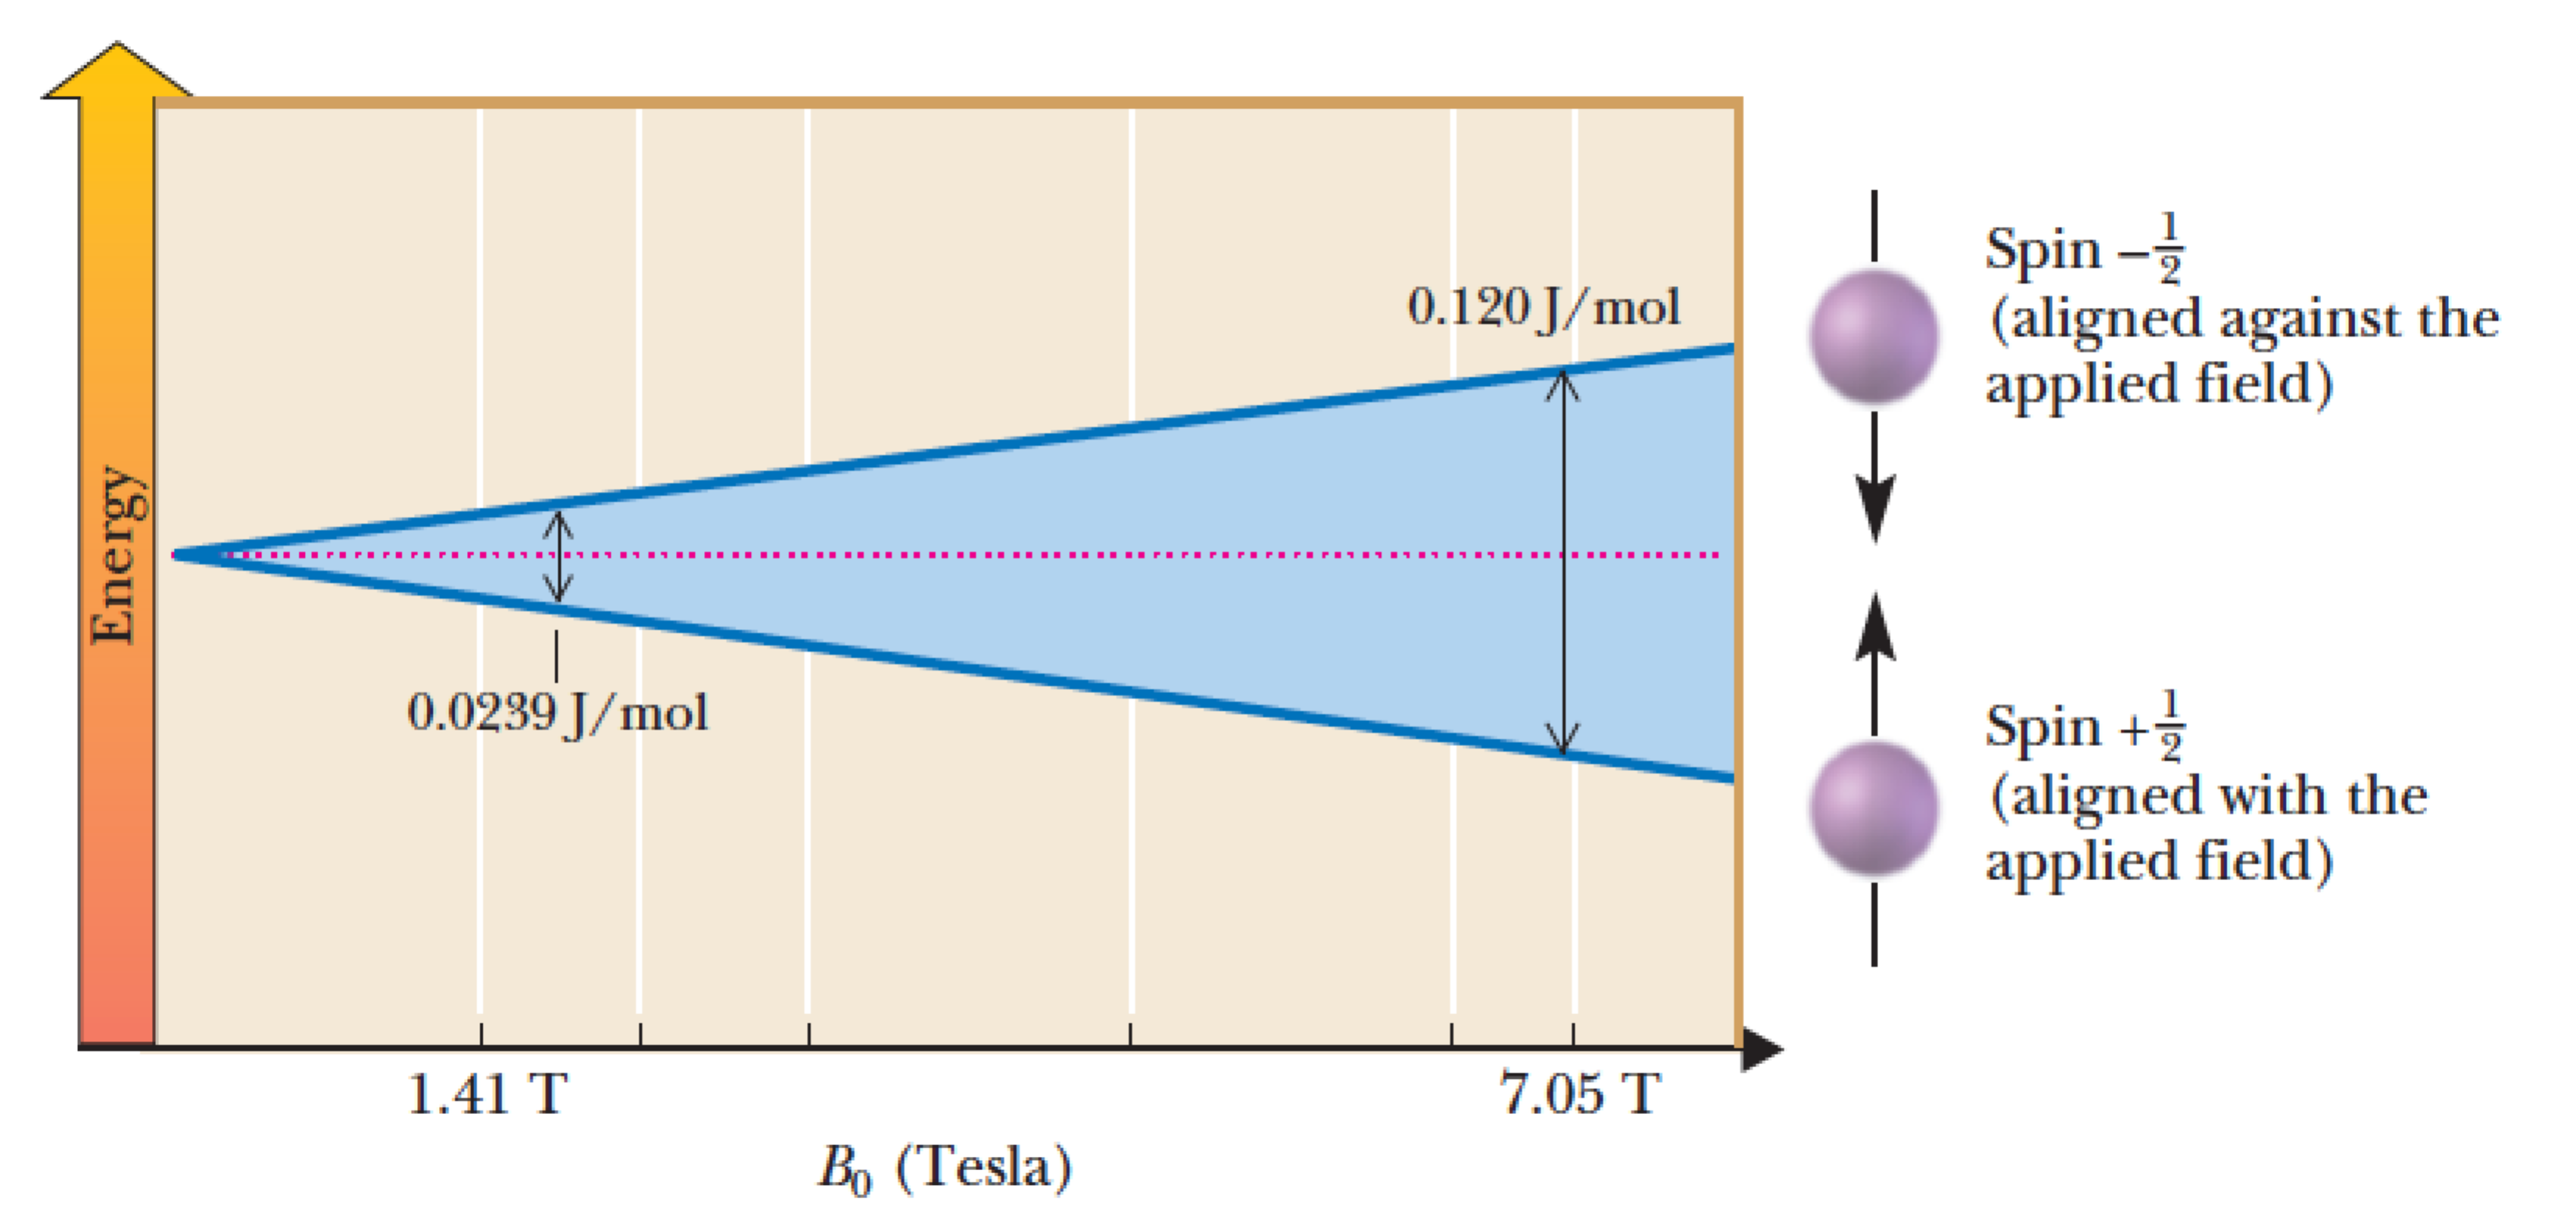 Energy
0.120 J/mol
0.0239 J/mol
1.41 T
7.05 T
B₀ (Tesla)
Spin –½
(aligned against the
applied field)
Spin +½
(aligned with the
applied field)